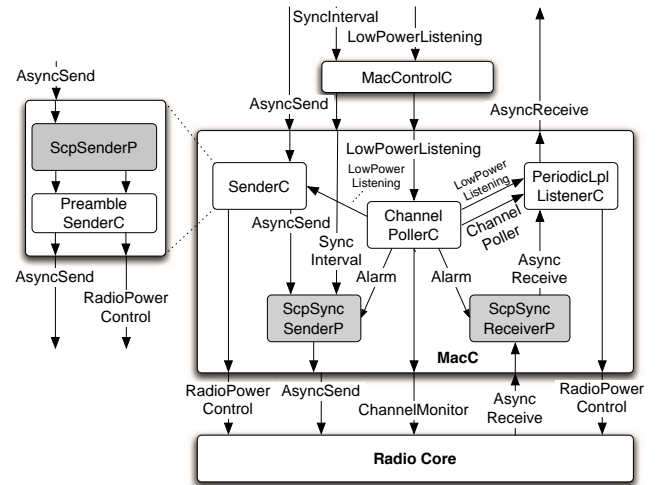 SyncInterval
LowPowerListening
AsyncSend
MacControlC
AsyncSend
AsyncReceive
ScpSenderP
Preamble
SenderC
AsyncSend
RadioPower
Control
LowPowerListening
LowPower
Listening
SenderC
AsyncSend
Sync
Interval
Channel
PollerC
LowPower
Listening
Channel
Poller
PeriodicLpl
ListenerC
Alarm
Alarm
Async
Receive
ScpSync
SenderP
ScpSync
ReceiverP
MacC
RadioPower
Control
AsyncSend
ChannelMonitor
Async
Receive
RadioPower
Control
Radio Core